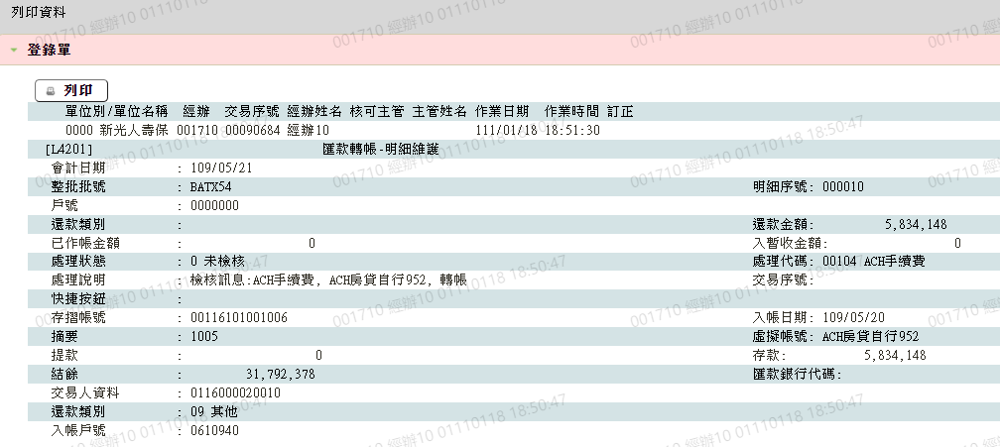 列印資料
登錄單
列印
單位別/單位名稱 經辦 交易序號 經辦姓名 核可主管 主管姓名 作業日期 作業時間 訂正
0000 新光人壽保 001710 00090684 經辦10 111/01/18 18:51:30
[L4201] 匯款轉帳-明細維護
會計日期 : 109/05/21
整批批號 : BATX54 明細序號: 000010
戶號 : 0000000
還款類別 : 還款金額: 5,834,148
已作帳金額 : 0 入暫收金額: 0
處理狀態 : 0 未檢核 處理代碼: 00104 ACH手續費
處理說明 : 檢核訊息:ACH手續費, ACH房貸自行952, 轉帳 交易序號:
快捷按鈕 :
存摺帳號 : 00116101001006 入帳日期: 109/05/20
摘要 : 1005 虛擬帳號: ACH房貸自行952
提款 : 0 存款: 5,834,148
結餘 : 31,792,378 匯款銀行代碼:
交易人資料 : 0116000020010
還款類別 : 09 其他
入帳戶號 : 0610940
001710 經辦10 01110118 18:50:47